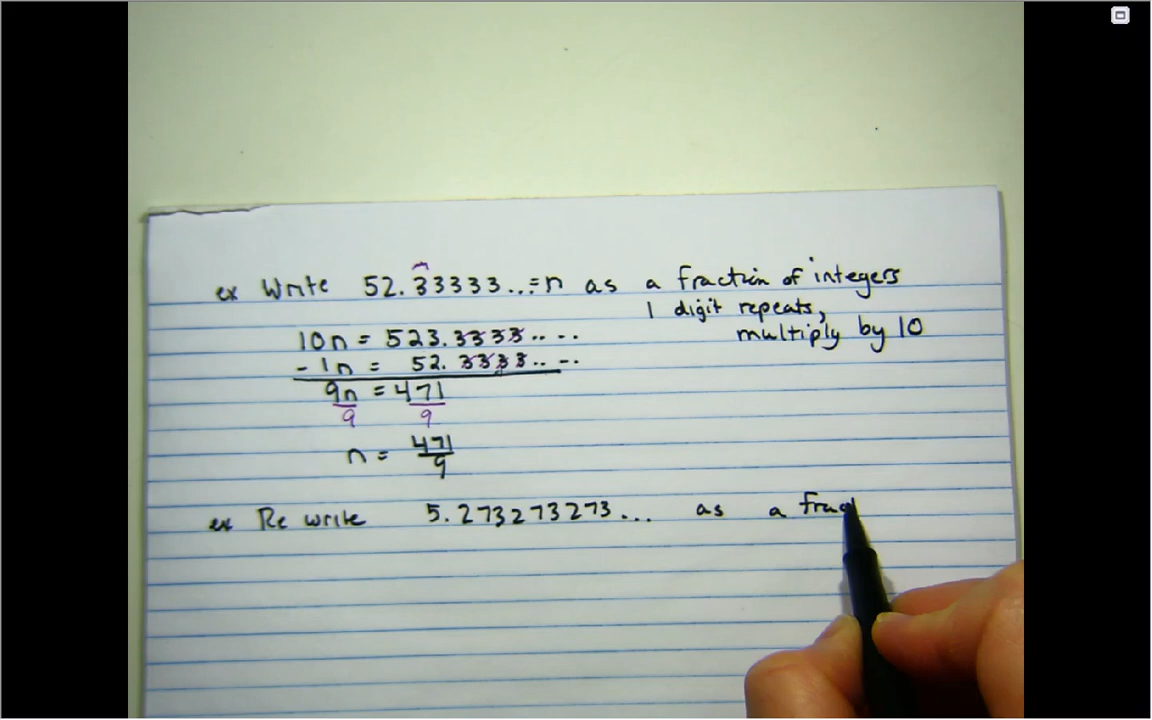 ex Write 52.33333...=n as a fraction of integers
1 digit repeats,
multiply by 10
10n = 523.3333....
- 1n = 52.3333....
9n = 471
9 9
n = 471
9
ex Re write 5.273273273... as a frac